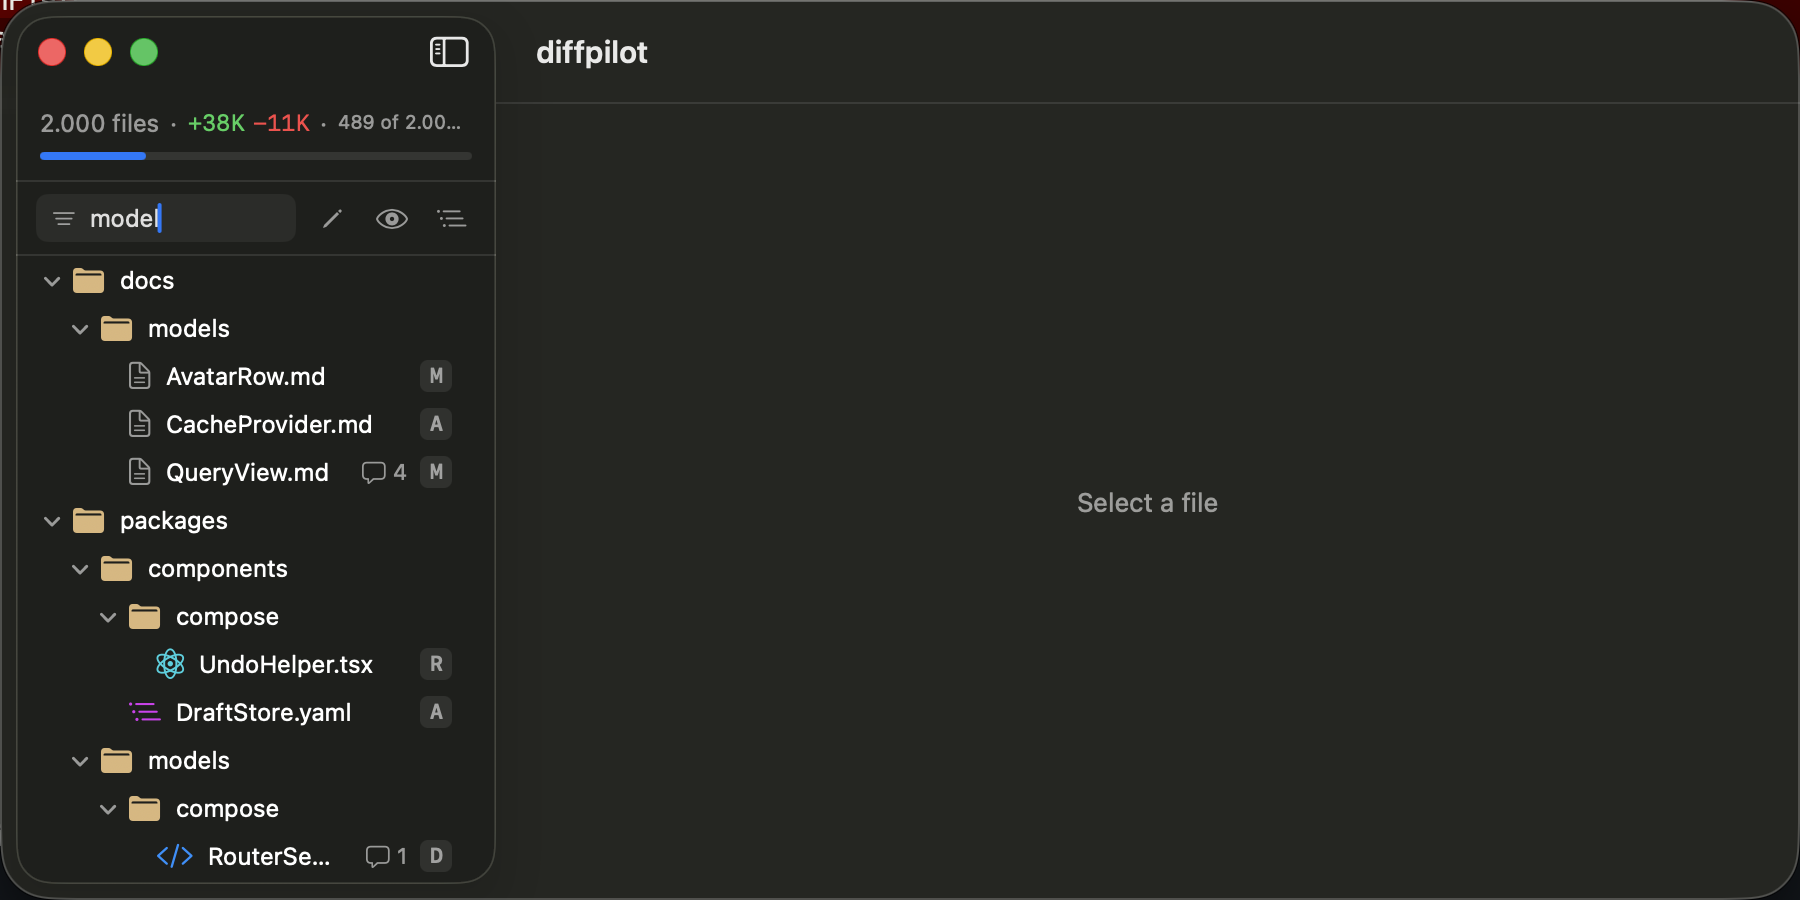 diffpilot
2.000 files · +38K −11K · 489 of 2.00...
model
docs
models
AvatarRow.md M
CacheProvider.md A
QueryView.md 4 M
packages
components
compose
UndoHelper.tsx R
DraftStore.yaml A
models
compose
RouterSe... 1 D
Select a file